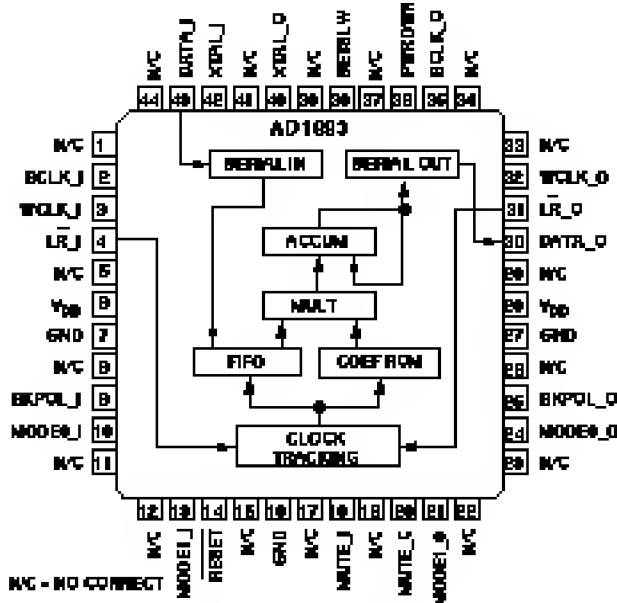 N/C
DATA_I
XTAL_I
N/C
XTAL_O
N/C
SETSLW
N/C
PWRDWN
BCLK_O
N/C
44 43 42 41 40 39 38 37 36 35 34
AD1893
N/C 1
BCLK_I 2
WCLK_I 3
LR_I 4
N/C 5
VDD 6
GND 7
N/C 8
BKPOL_I 9
MODE0_I 10
N/C 11
SERIAL IN
SERIAL OUT
ACCUM
MULT
FIFO
COEF ROM
CLOCK
TRACKING
33 N/C
32 WCLK_O
31 LR_O
30 DATA_O
29 N/C
28 VDD
27 GND
26 N/C
25 BKPOL_O
24 MODE0_O
23 N/C
12 13 14 15 16 17 18 19 20 21 22
N/C
MODE1_I
RESET
N/C
GND
N/C
MUTE_I
N/C
MUTE_O
MODE1_O
N/C
N/C = NO CONNECT